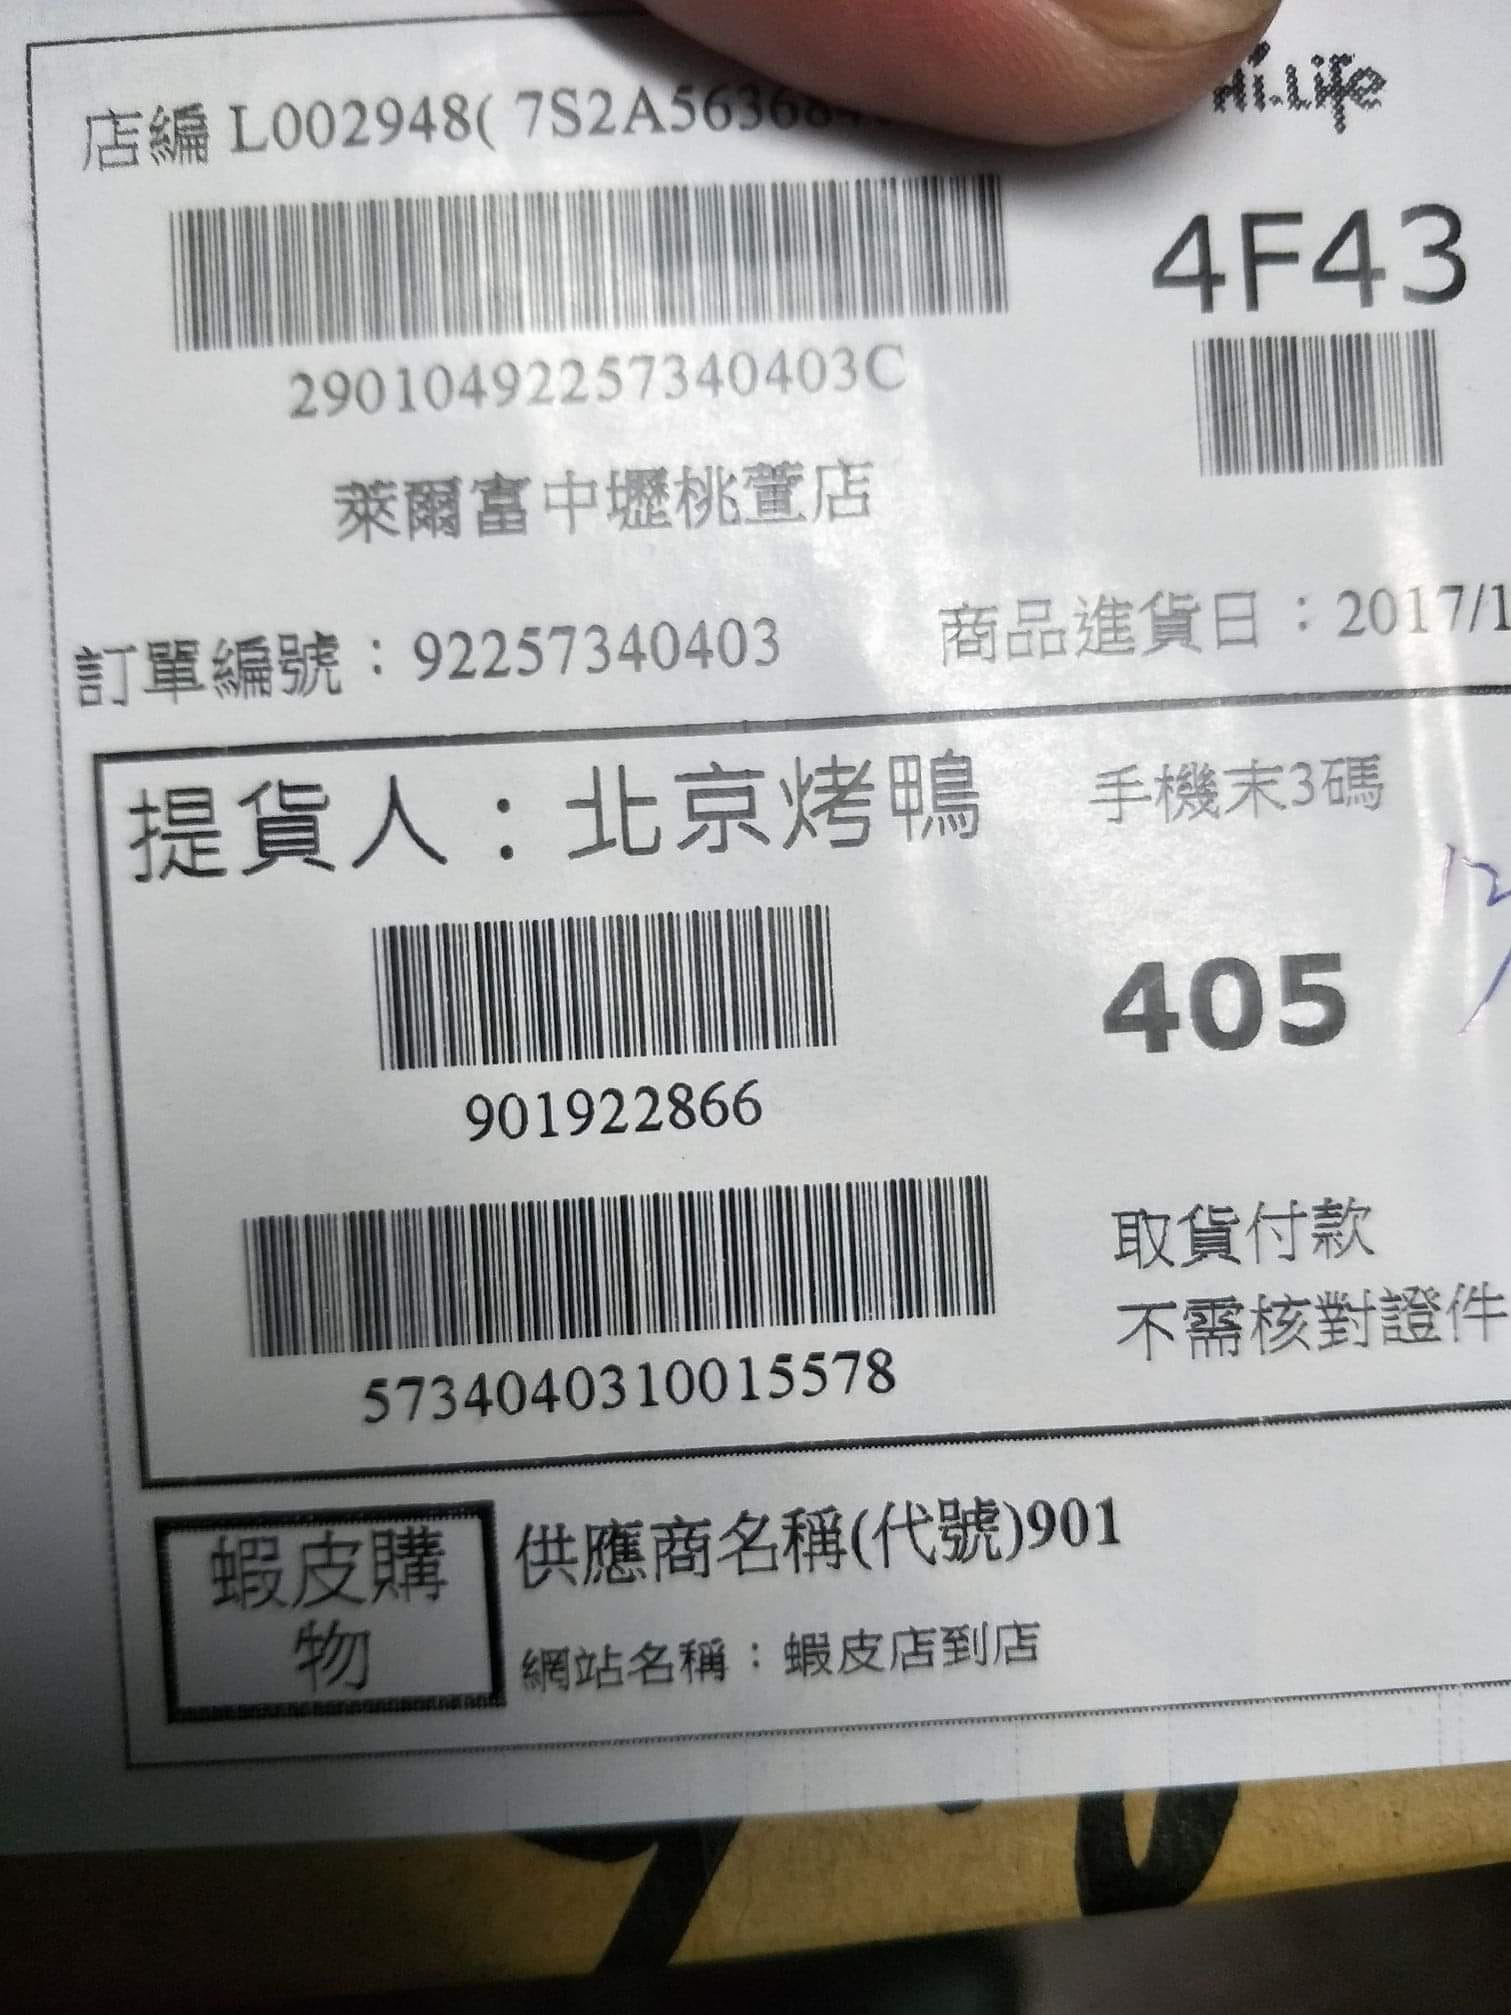 店編 L002948( 7S2A56368
Hi.Life
4F43
29010492257340403C
萊爾富中壢桃萱店
訂單編號：92257340403
商品進貨日：2017/1
提貨人：北京烤鴨
手機末3碼
12
405
901922866
5734040310015578
取貨付款
不需核對證件
蝦皮購
物
供應商名稱(代號)901
網站名稱：蝦皮店到店